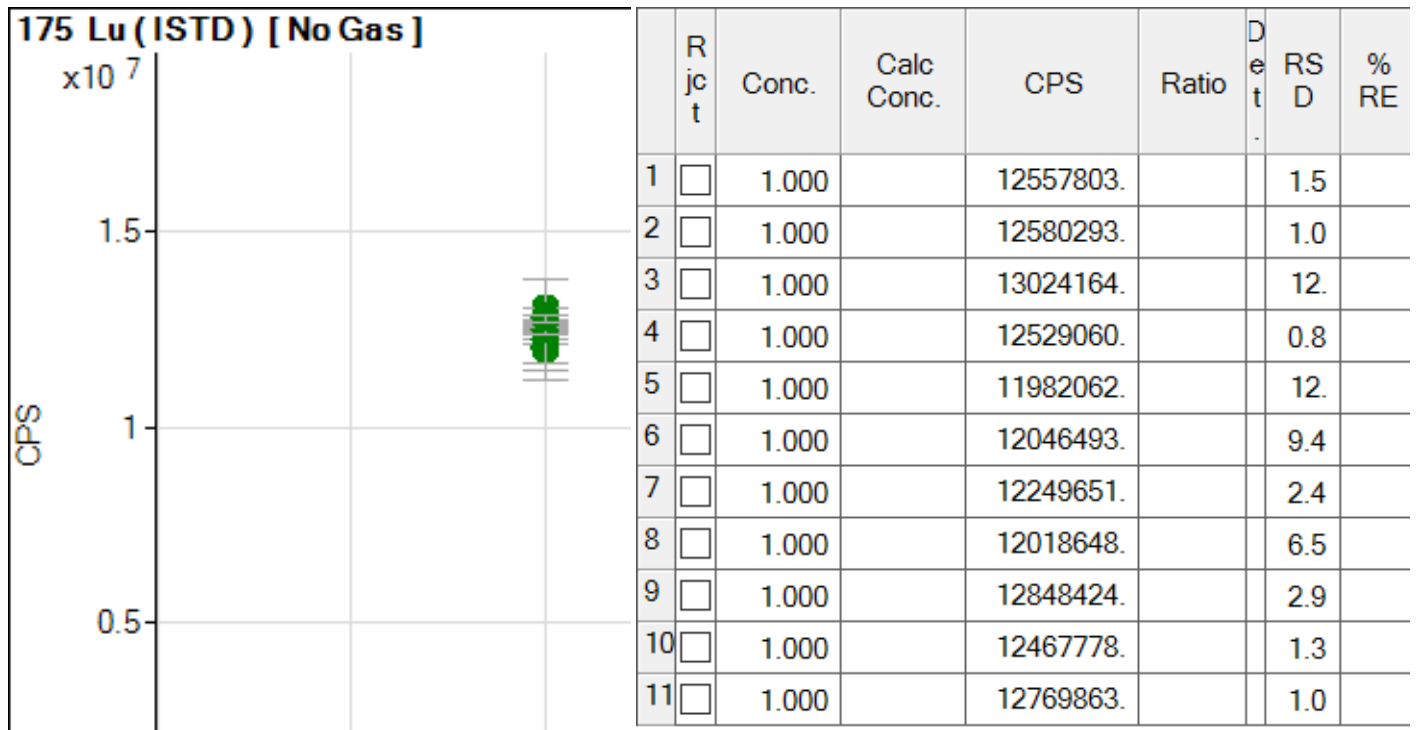 175 Lu ( ISTD ) [ No Gas ]
x10 7
1.5
1
0.5
CPS
Rjct Conc. Calc Conc. CPS Ratio Det. RSD % RE
1 1.000 12557803. 1.5
2 1.000 12580293. 1.0
3 1.000 13024164. 12.
4 1.000 12529060. 0.8
5 1.000 11982062. 12.
6 1.000 12046493. 9.4
7 1.000 12249651. 2.4
8 1.000 12018648. 6.5
9 1.000 12848424. 2.9
10 1.000 12467778. 1.3
11 1.000 12769863. 1.0